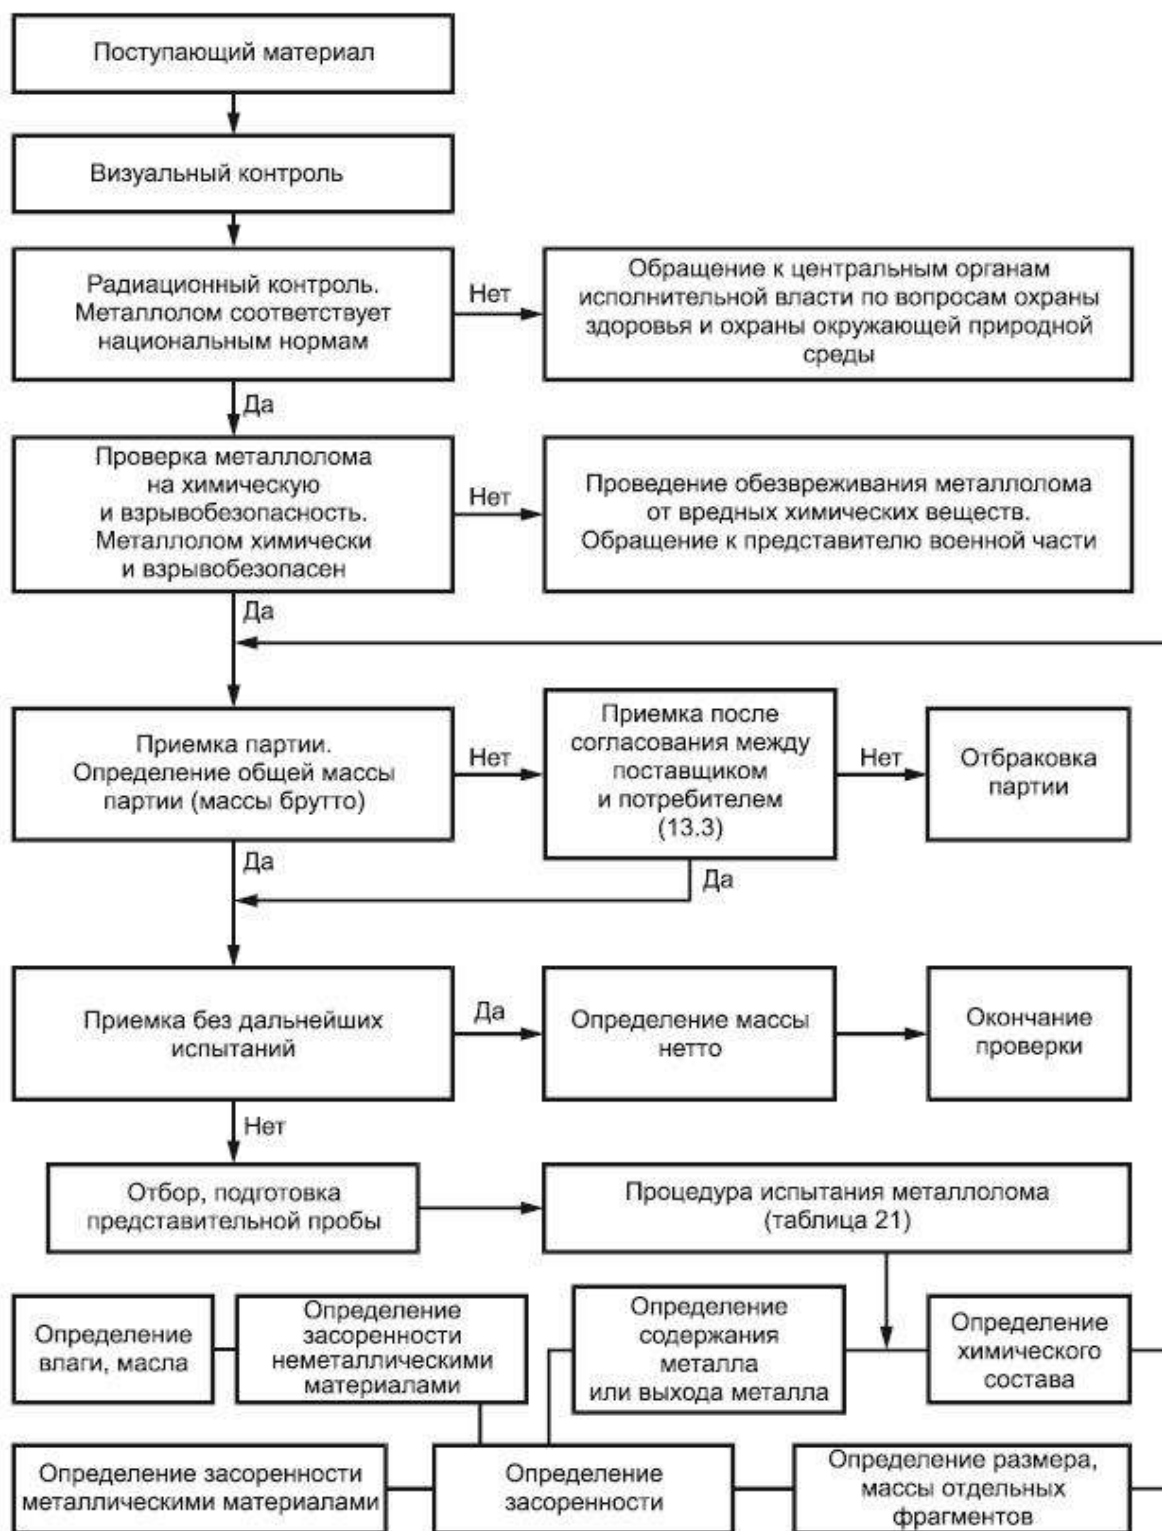 Поступающий материал
Визуальный контроль
Радиационный контроль.
Металлолом соответствует
национальным нормам
Нет
Обращение к центральным органам
исполнительной власти по вопросам охраны
здоровья и охраны окружающей природной
среды
Да
Проверка металлолома
на химическую
и взрывобезопасность.
Металлолом химически
и взрывобезопасен
Нет
Проведение обезвреживания металлолома
от вредных химических веществ.
Обращение к представителю военной части
Да
Приемка партии.
Определение общей массы
партии (массы брутто)
Нет
Приемка после
согласования между
поставщиком
и потребителем
(13.3)
Нет
Отбраковка
партии
Да
Да
Приемка без дальнейших
испытаний
Да
Определение массы
нетто
Окончание
проверки
Нет
Отбор, подготовка
представительной пробы
Процедура испытания металлолома
(таблица 21)
Определение
влаги, масла
Определение
засоренности
неметаллическими
материалами
Определение
содержания
металла
или выхода металла
Определение
химического
состава
Определение засоренности
металлическими материалами
Определение
засоренности
Определение размера,
массы отдельных
фрагментов